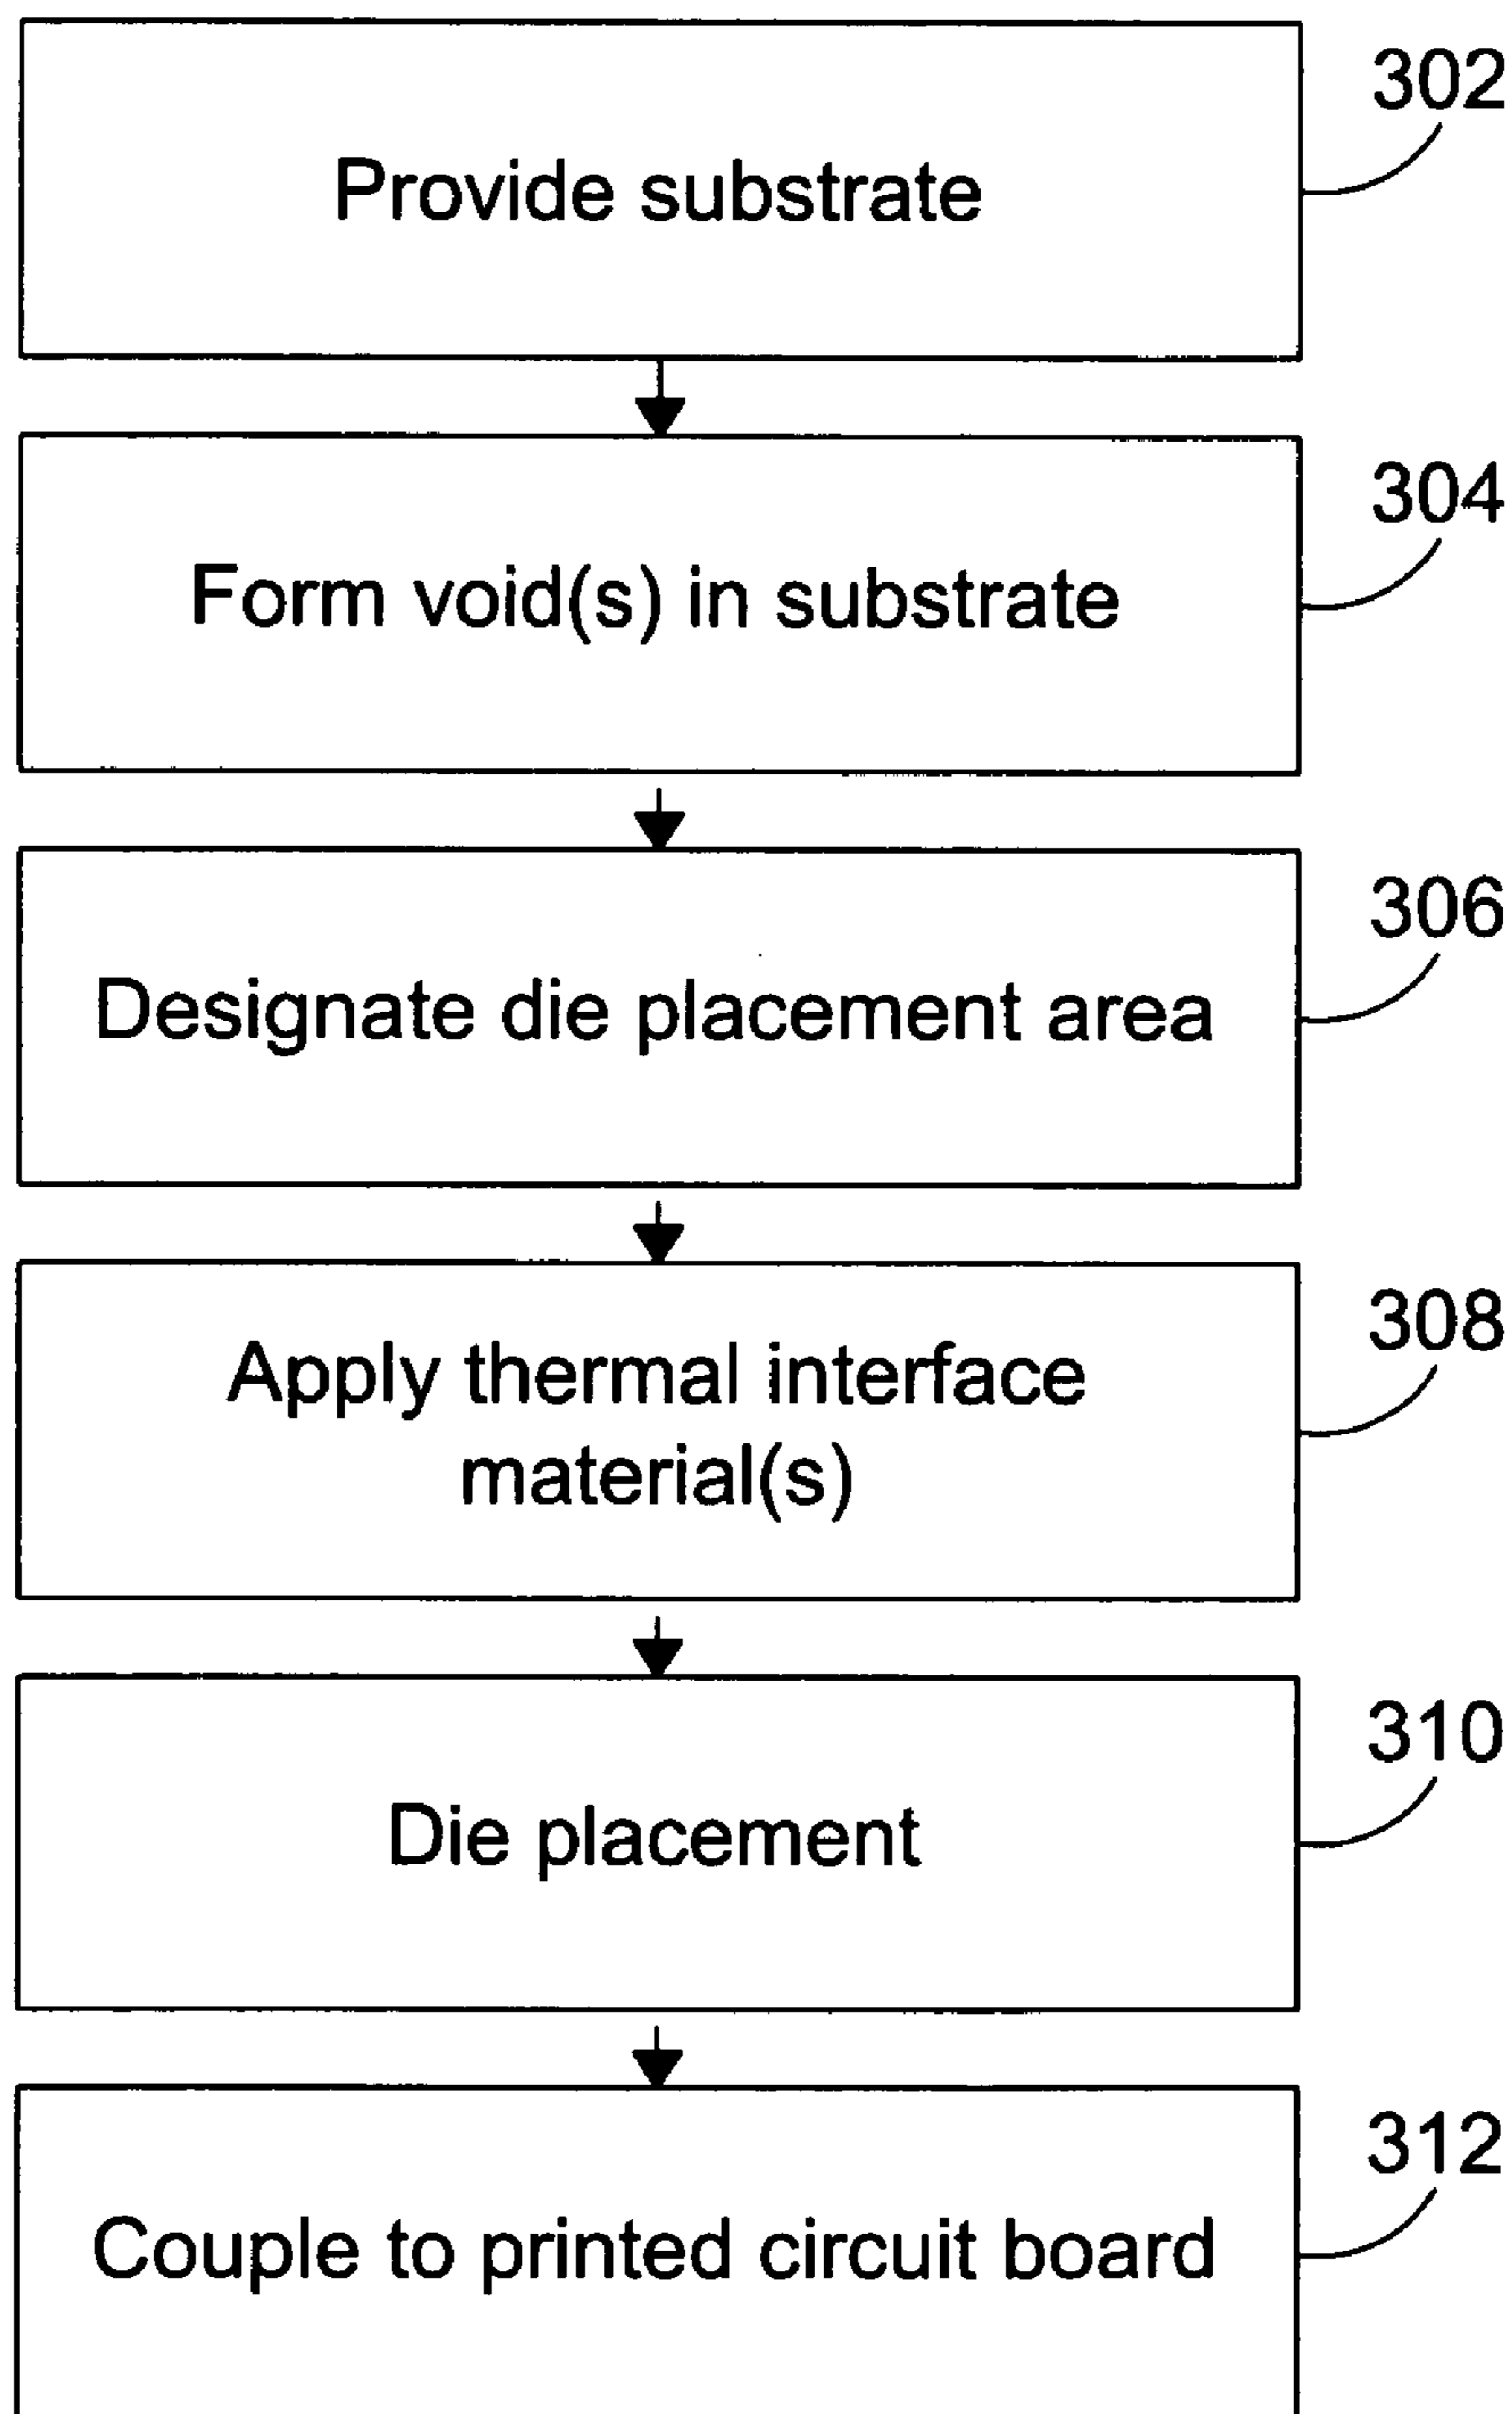 302
Provide substrate
304
Form void(s) in substrate
306
Designate die placement area
308
Apply thermal interface
material(s)
310
Die placement
312
Couple to printed circuit board